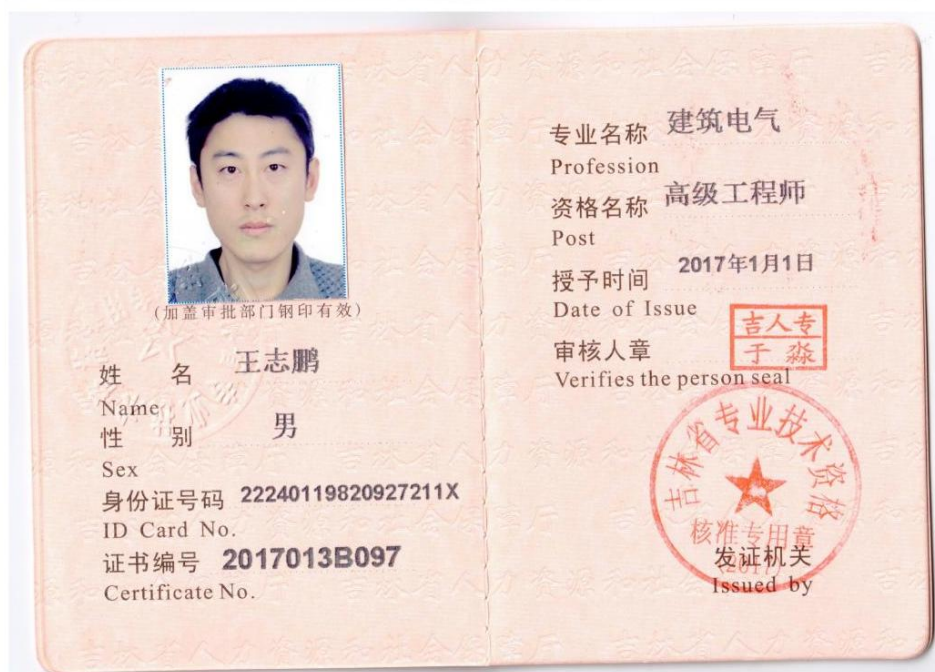 (加盖审批部门钢印有效)
姓 名 王志鹏
Name
性 别 男
Sex
身份证号码 22240119820927211X
ID Card No.
证书编号 2017013B097
Certificate No.
专业名称 建筑电气
Profession
资格名称 高级工程师
Post
授予时间 2017年1月1日
Date of Issue
审核人章
吉人专
于淼
Verifies the person seal
吉林省专业技术资格
核准专用章
(2017)
发证机关
Issued by